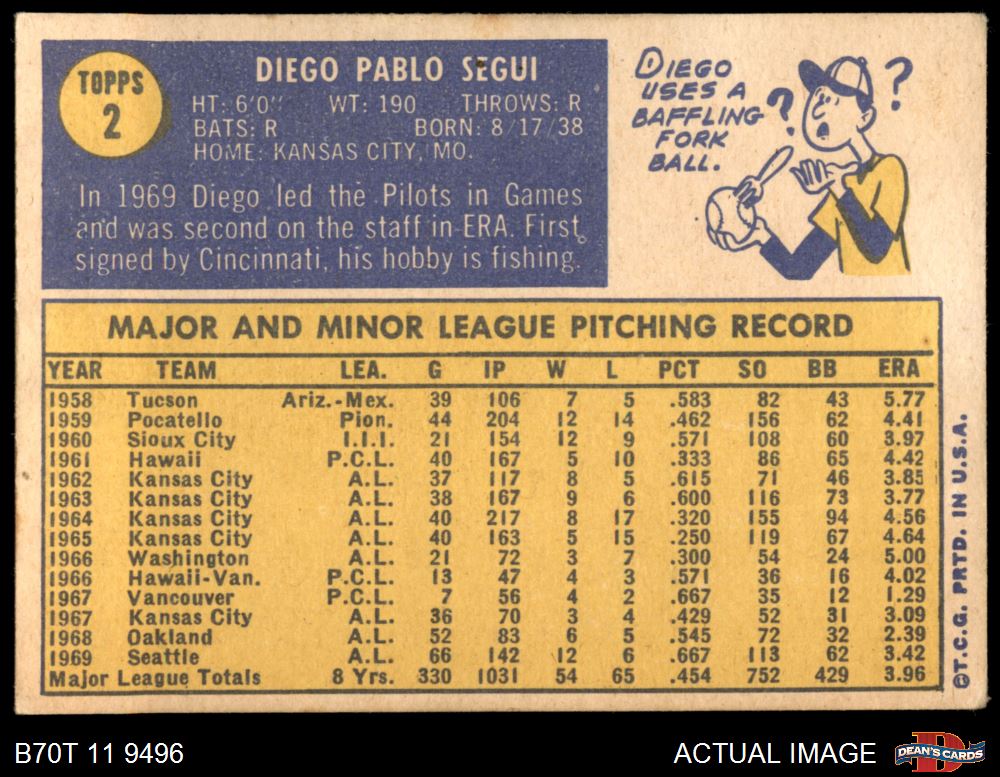 TOPPS
2
DIEGO PABLO SEGUI
HT: 6'0" WT: 190 THROWS: R
BATS: R BORN: 8/17/38
HOME: KANSAS CITY, MO.
In 1969 Diego led the Pilots in Games
and was second on the staff in ERA. First
signed by Cincinnati, his hobby is fishing.
DIEGO
USES A
BAFFLING
FORK
BALL.
? ?
MAJOR AND MINOR LEAGUE PITCHING RECORD
YEAR TEAM LEA. G IP W L PCT SO BB ERA
1958 Tucson Ariz.-Mex. 39 106 7 5 .583 82 43 5.77
1959 Pocatello Pion. 44 204 12 14 .462 156 62 4.41
1960 Sioux City I.I.I. 21 154 12 9 .571 108 60 3.97
1961 Hawaii P.C.L. 40 167 5 10 .333 86 65 4.42
1962 Kansas City A.L. 37 117 8 5 .615 71 46 3.85
1963 Kansas City A.L. 38 167 9 6 .600 116 73 3.77
1964 Kansas City A.L. 40 217 8 17 .320 155 94 4.56
1965 Kansas City A.L. 40 163 5 15 .250 119 67 4.64
1966 Washington A.L. 21 72 3 7 .300 54 24 5.00
1966 Hawaii-Van. P.C.L. 13 47 4 3 .571 36 16 4.02
1967 Vancouver P.C.L. 7 56 4 2 .667 35 12 1.29
1967 Kansas City A.L. 36 70 3 4 .429 52 31 3.09
1968 Oakland A.L. 52 83 6 5 .545 72 32 2.39
1969 Seattle A.L. 66 142 12 6 .667 113 62 3.42
Major League Totals 8 Yrs. 330 1031 54 65 .454 752 429 3.96
©T.C.G. PRTD. IN U.S.A.
B70T 11 9496
ACTUAL IMAGE
D
DEAN'S CARDS